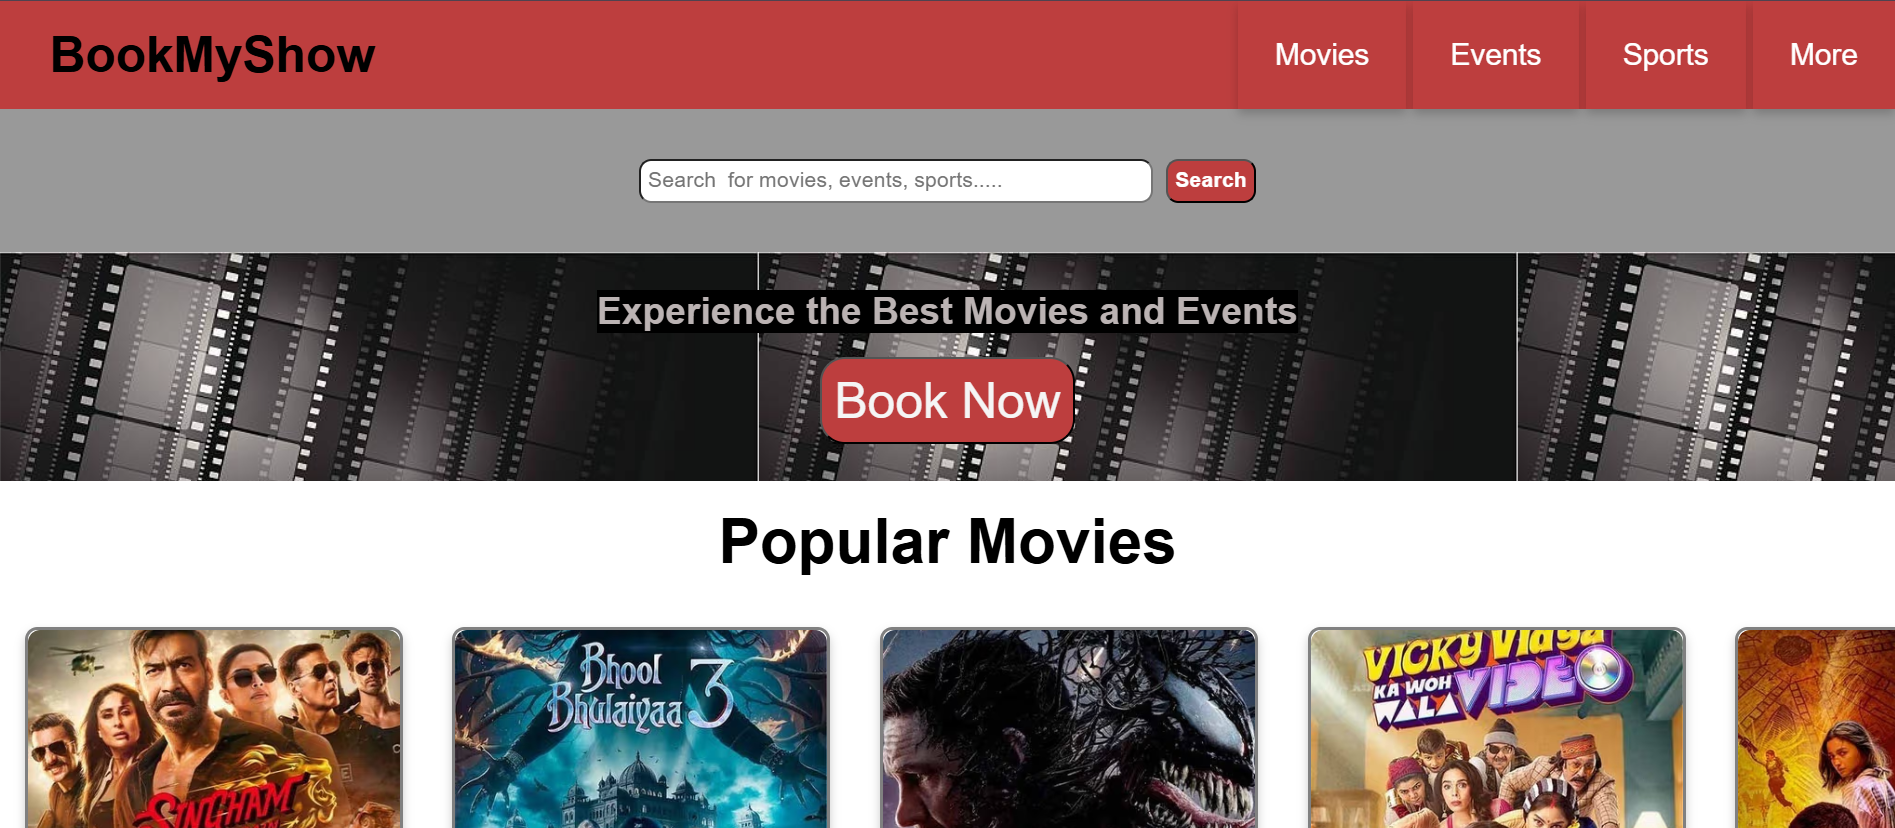 BookMyShow
Movies
Events
Sports
More
Search  for movies, events, sports.....
Search
Experience the Best Movies and Events
Book Now
Popular Movies
SINGHAM
Bhool
Bhulaiyaa 3
VICKY VIDYA
KA WOH
WALA VIDEO